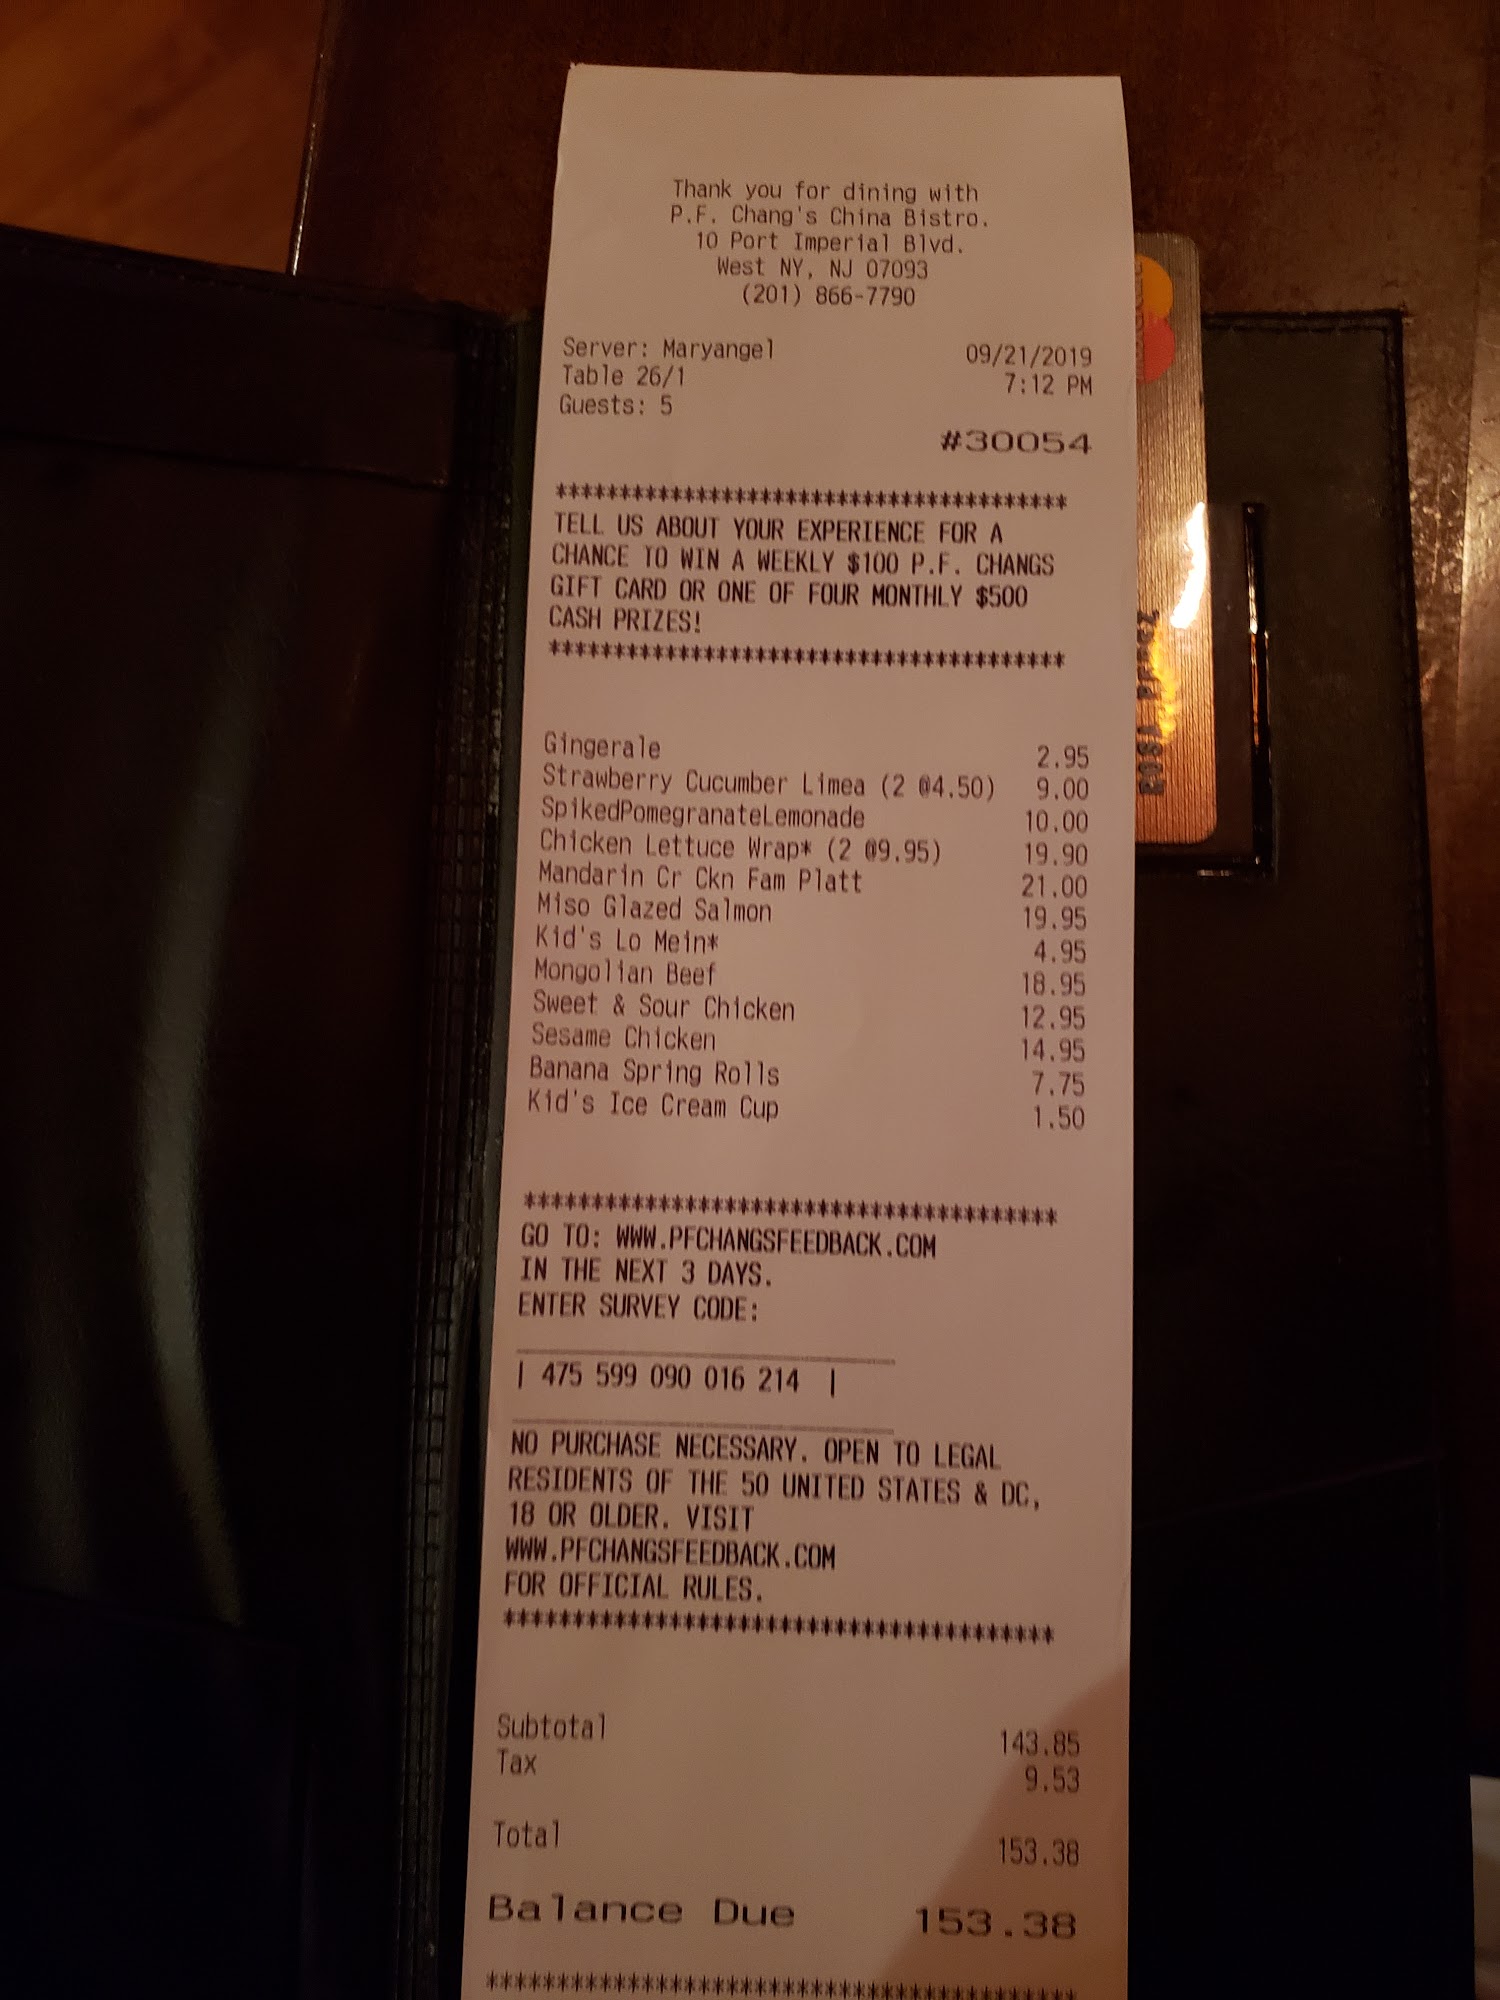 Thank you for dining with
P.F. Chang's China Bistro.
10 Port Imperial Blvd.
West NY, NJ 07093
(201) 866-7790
Server: Maryangel 09/21/2019
Table 26/1 7:12 PM
Guests: 5
#30054
****************************************
TELL US ABOUT YOUR EXPERIENCE FOR A
CHANCE TO WIN A WEEKLY $100 P.F. CHANGS
GIFT CARD OR ONE OF FOUR MONTHLY $500
CASH PRIZES!
****************************************
Gingerale 2.95
Strawberry Cucumber Limea (2 @4.50) 9.00
SpikedPomegranateLemonade 10.00
Chicken Lettuce Wrap* (2 @9.95) 19.90
Mandarin Cr Ckn Fam Platt 21.00
Miso Glazed Salmon 19.95
Kid's Lo Mein* 4.95
Mongolian Beef 18.95
Sweet & Sour Chicken 12.95
Sesame Chicken 14.95
Banana Spring Rolls 7.75
Kid's Ice Cream Cup 1.50
****************************************
GO TO: WWW.PFCHANGSFEEDBACK.COM
IN THE NEXT 3 DAYS.
ENTER SURVEY CODE:
| 475 599 090 016 214 |
NO PURCHASE NECESSARY. OPEN TO LEGAL
RESIDENTS OF THE 50 UNITED STATES & DC,
18 OR OLDER. VISIT
WWW.PFCHANGSFEEDBACK.COM
FOR OFFICIAL RULES.
****************************************
Subtotal 143.85
Tax 9.53
Total 153.38
Balance Due 153.38
****************************************